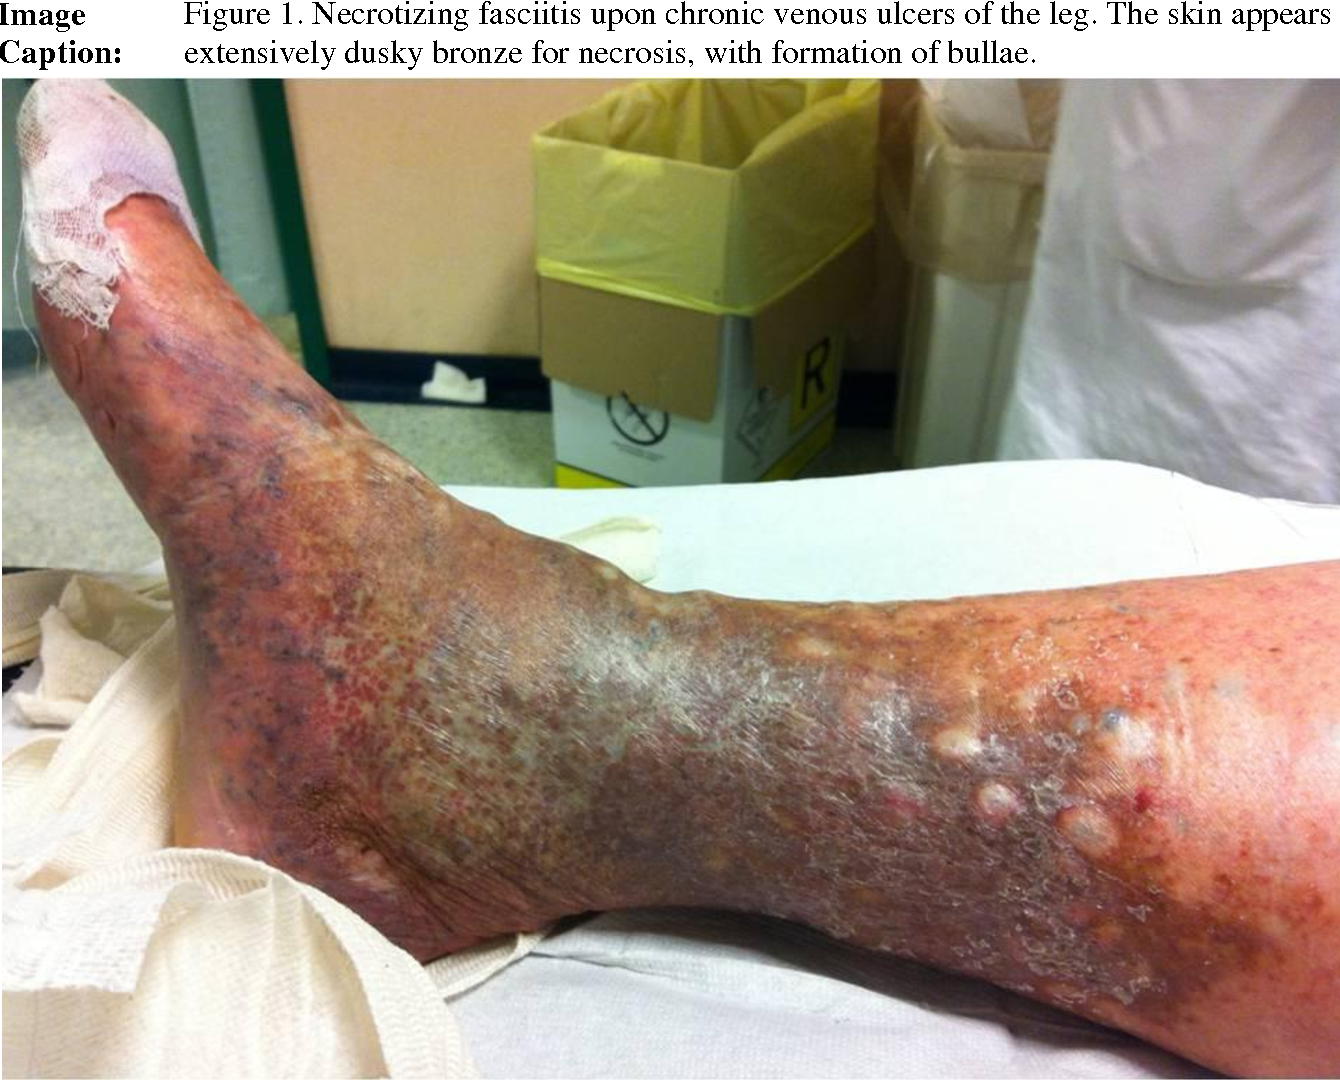 Image Figure 1. Necrotizing fasciitis upon chronic venous ulcers of the leg. The skin appears
Caption: extensively dusky bronze for necrosis, with formation of bullae.
R